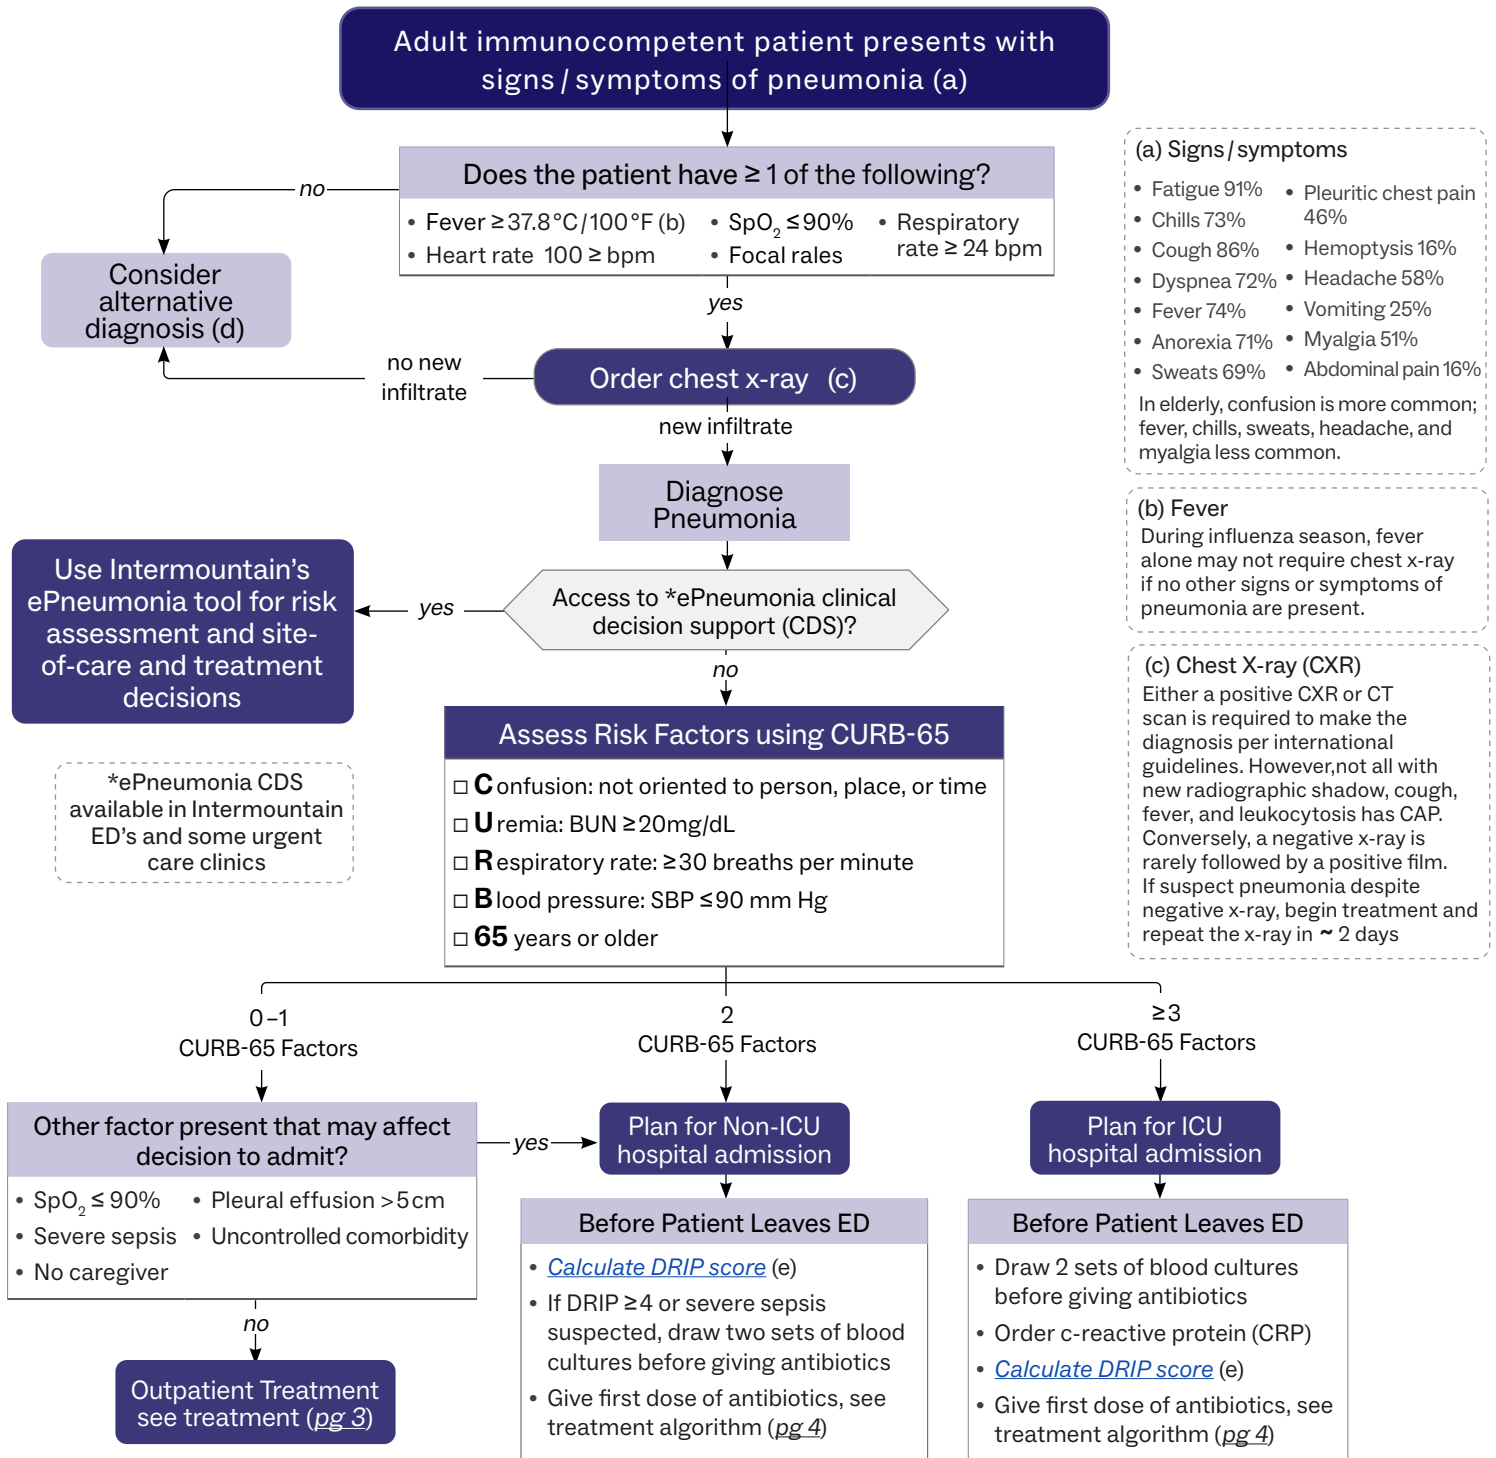 Adult immunocompetent patient presents with
signs / symptoms of pneumonia (a)
Does the patient have ≥ 1 of the following?
• Fever ≥ 37.8 °C/100 °F (b)
• Heart rate 100 ≥ bpm
• SpO2 ≤ 90%
• Focal rales
• Respiratory
rate ≥ 24 bpm
no
Consider
alternative
diagnosis (d)
yes
no new
infiltrate
Order chest x-ray (c)
new infiltrate
Diagnose
Pneumonia
Access to *ePneumonia clinical
decision support (CDS)?
yes
Use Intermountain’s
ePneumonia tool for risk
assessment and site-
of-care and treatment
decisions
*ePneumonia CDS
available in Intermountain
ED’s and some urgent
care clinics
no
Assess Risk Factors using CURB-65
□ Confusion: not oriented to person, place, or time
□ Uremia: BUN ≥ 20mg/dL
□ Respiratory rate: ≥ 30 breaths per minute
□ Blood pressure: SBP ≤ 90 mm Hg
□ 65 years or older
(a) Signs / symptoms
• Fatigue 91%
• Chills 73%
• Cough 86%
• Dyspnea 72%
• Fever 74%
• Anorexia 71%
• Sweats 69%
• Pleuritic chest pain
46%
• Hemoptysis 16%
• Headache 58%
• Vomiting 25%
• Myalgia 51%
• Abdominal pain 16%
In elderly, confusion is more common;
fever, chills, sweats, headache, and
myalgia less common.
(b) Fever
During influenza season, fever
alone may not require chest x-ray
if no other signs or symptoms of
pneumonia are present.
(c) Chest X-ray (CXR)
Either a positive CXR or CT
scan is required to make the
diagnosis per international
guidelines. However,not all with
new radiographic shadow, cough,
fever, and leukocytosis has CAP.
Conversely, a negative x-ray is
rarely followed by a positive film.
If suspect pneumonia despite
negative x-ray, begin treatment and
repeat the x-ray in ~ 2 days
0 – 1
CURB-65 Factors
2
CURB-65 Factors
≥ 3
CURB-65 Factors
Other factor present that may affect
decision to admit?
• SpO2 ≤ 90%
• Severe sepsis
• No caregiver
• Pleural effusion > 5 cm
• Uncontrolled comorbidity
yes
no
Outpatient Treatment
see treatment (pg 3)
Plan for Non-ICU
hospital admission
Before Patient Leaves ED
• Calculate DRIP score (e)
• If DRIP ≥ 4 or severe sepsis
suspected, draw two sets of blood
cultures before giving antibiotics
• Give first dose of antibiotics, see
treatment algorithm (pg 4)
Plan for ICU
hospital admission
Before Patient Leaves ED
• Draw 2 sets of blood cultures
before giving antibiotics
• Order c-reactive protein (CRP)
• Calculate DRIP score (e)
• Give first dose of antibiotics, see
treatment algorithm (pg 4)